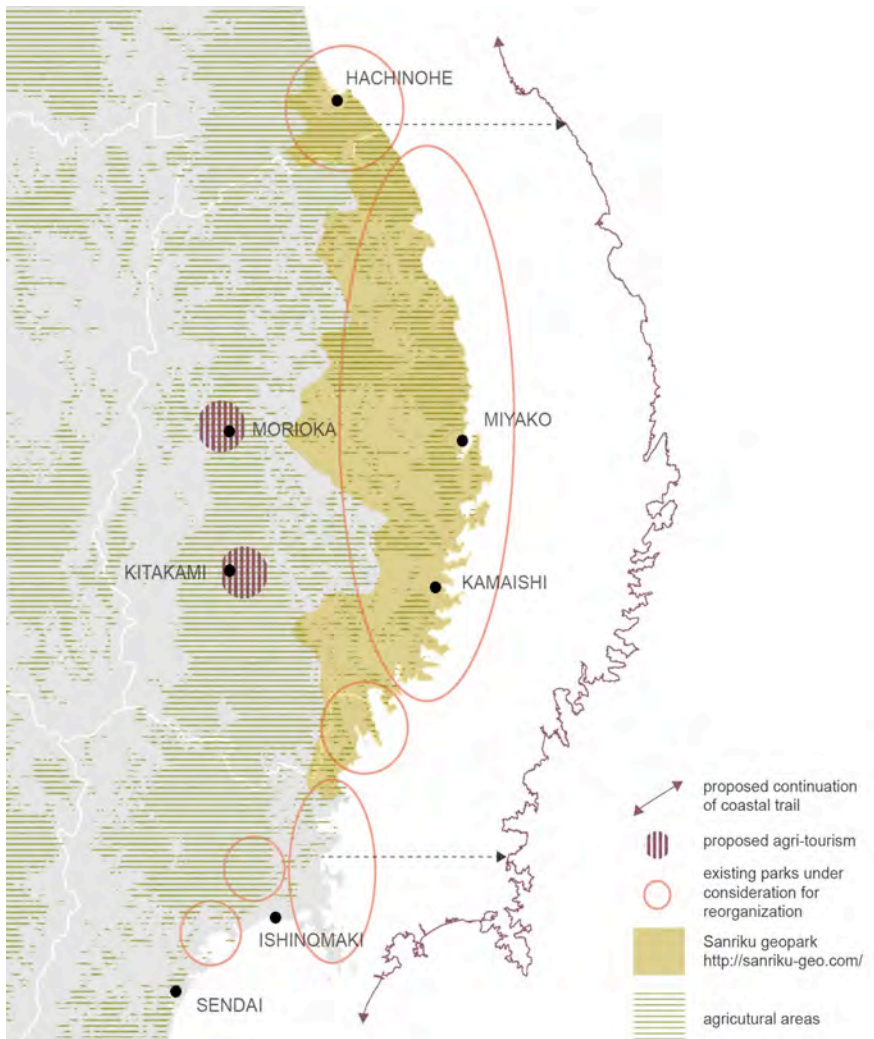 HACHINOHE
MIYAKO
MORIOKA
KITAKAMI
KAMAISHI
ISHINOMAKI
SENDAI
proposed continuation
of coastal trail
proposed agri-tourism
existing parks under
consideration for
reorganization
Sanriku geopark
http://sanriku-geo.com/
agricutural areas